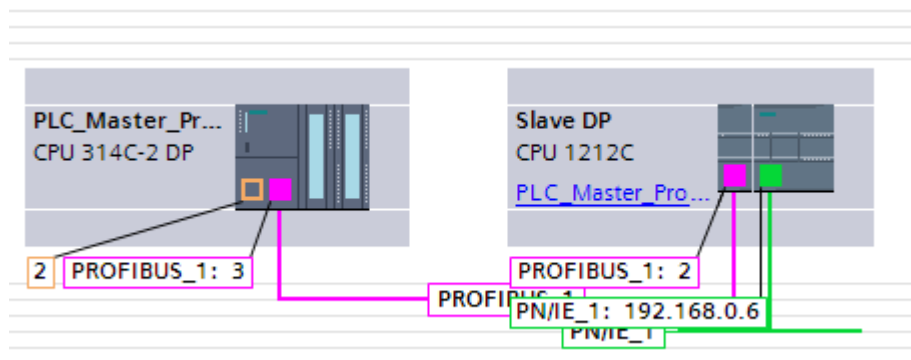 PLC_Master_Pr...
CPU 314C-2 DP
Slave DP
CPU 1212C
PLC_Master_Pro...
2
PROFIBUS_1: 3
PROFIBUS_1: 2
PROFIBUS_1
PN/IE_1: 192.168.0.6
PN/IE_1